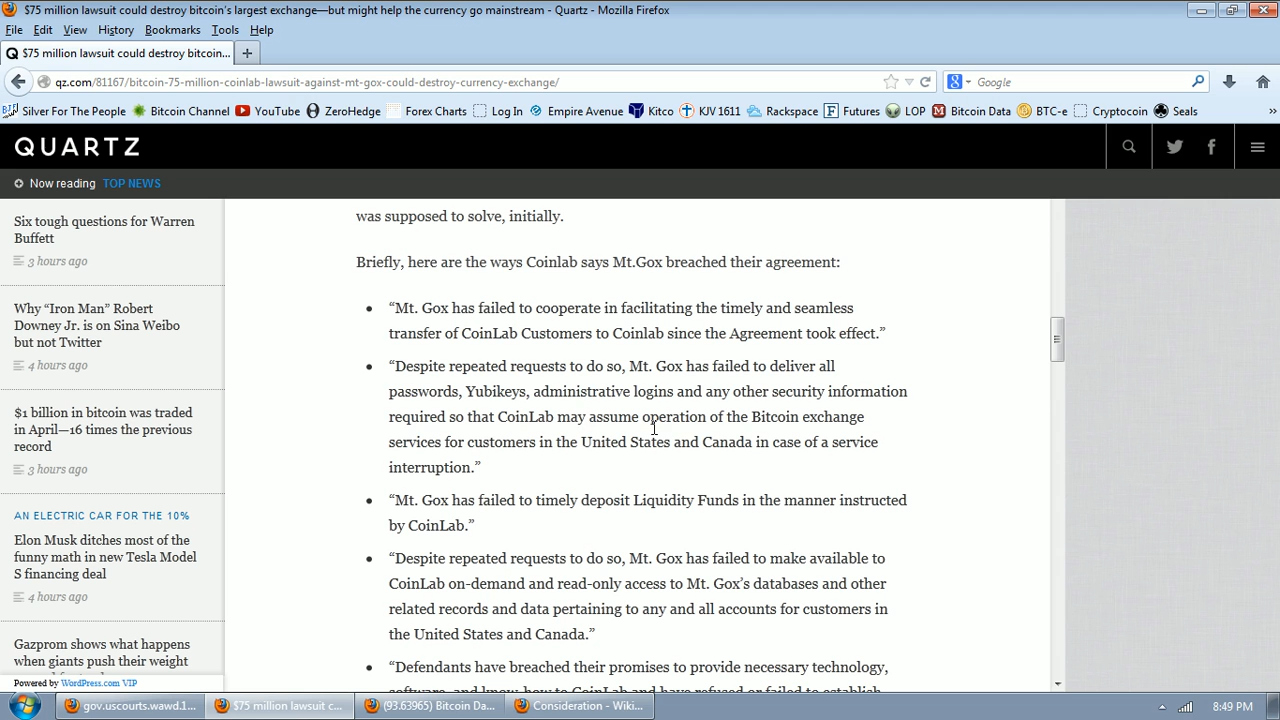 $75 million lawsuit could destroy bitcoin's largest exchange—but might help the currency go mainstream - Quartz - Mozilla Firefox
File Edit View History Bookmarks Tools Help
$75 million lawsuit could destroy bitcoin...
qz.com/81167/bitcoin-75-million-coinlab-lawsuit-against-mt-gox-could-destroy-currency-exchange/
Google
Silver For The People Bitcoin Channel YouTube ZeroHedge Forex Charts Log In Empire Avenue Kitco KJV 1611 Rackspace Futures LOP Bitcoin Data BTC-e Cryptocoin Seals
QUARTZ
Now reading TOP NEWS
Six tough questions for Warren
Buffett
3 hours ago
Why “Iron Man” Robert
Downey Jr. is on Sina Weibo
but not Twitter
4 hours ago
$1 billion in bitcoin was traded
in April—16 times the previous
record
3 hours ago
AN ELECTRIC CAR FOR THE 10%
Elon Musk ditches most of the
funny math in new Tesla Model
S financing deal
4 hours ago
Gazprom shows what happens
when giants push their weight
Powered by WordPress.com VIP
was supposed to solve, initially.
Briefly, here are the ways Coinlab says Mt.Gox breached their agreement:
“Mt. Gox has failed to cooperate in facilitating the timely and seamless
transfer of CoinLab Customers to Coinlab since the Agreement took effect.”
“Despite repeated requests to do so, Mt. Gox has failed to deliver all
passwords, Yubikeys, administrative logins and any other security information
required so that CoinLab may assume operation of the Bitcoin exchange
services for customers in the United States and Canada in case of a service
interruption.”
“Mt. Gox has failed to timely deposit Liquidity Funds in the manner instructed
by CoinLab.”
“Despite repeated requests to do so, Mt. Gox has failed to make available to
CoinLab on-demand and read-only access to Mt. Gox’s databases and other
related records and data pertaining to any and all accounts for customers in
the United States and Canada.”
“Defendants have breached their promises to provide necessary technology,
software, and know-how to CoinLab and have refused or failed to establish
gov.uscourts.wawd.1... $75 million lawsuit c... (93.63965) Bitcoin Da... Consideration - Wiki...
8:49 PM